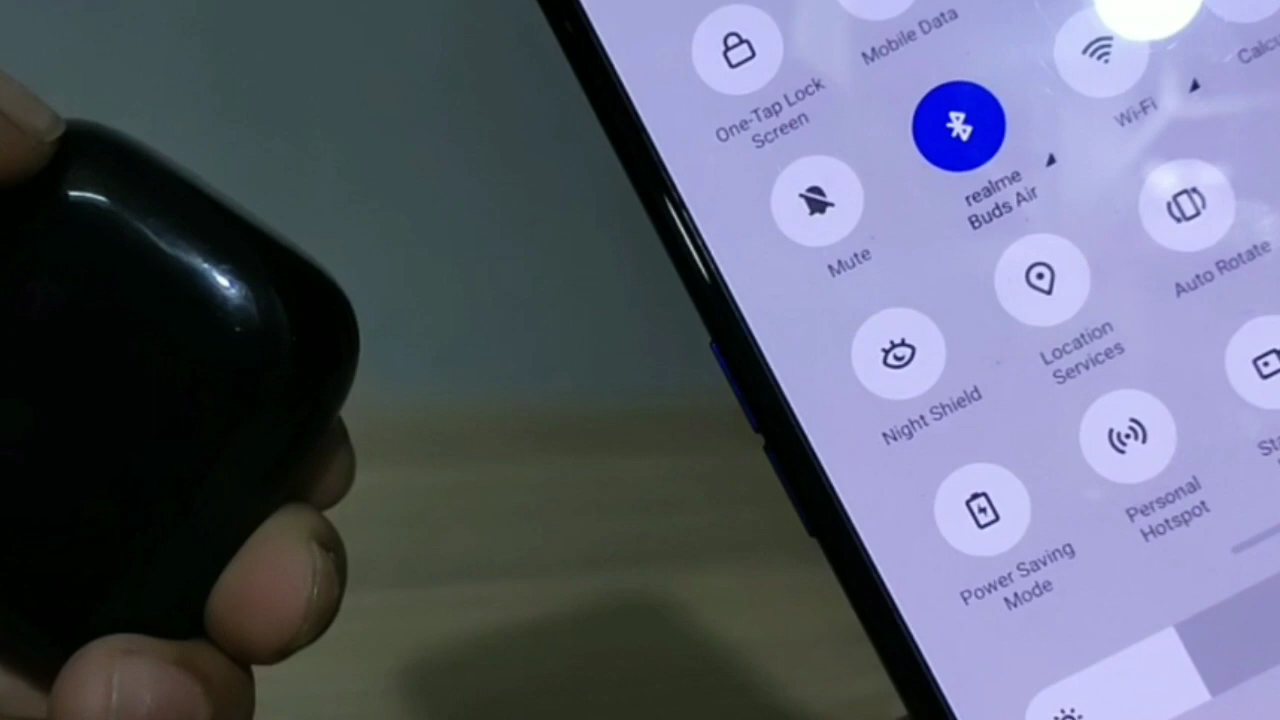 Mobile Data
One-Tap Lock
Screen
Wi-Fi
realme
Buds Air
Mute
Auto Rotate
Location
Services
Night Shield
Personal
Hotspot
Power Saving
Mode